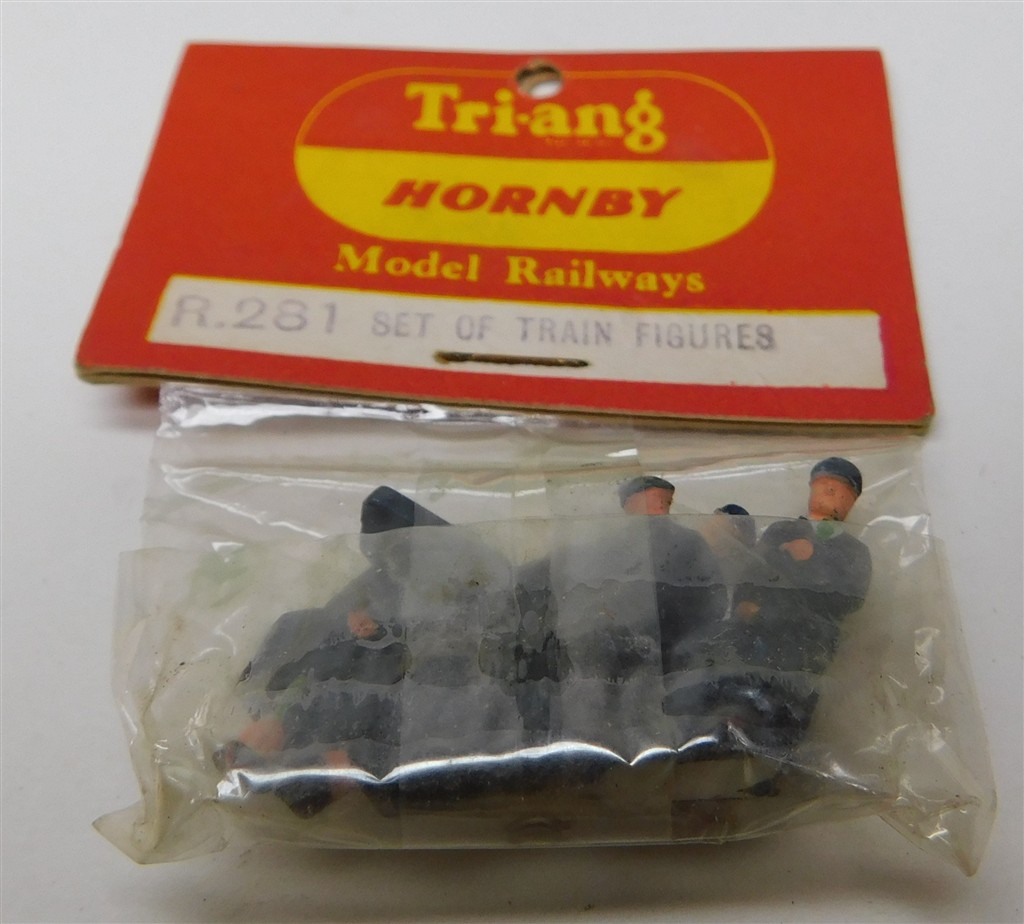 Tri-ang
HORNBY
Model Railways
R.281 SET OF TRAIN FIGURES